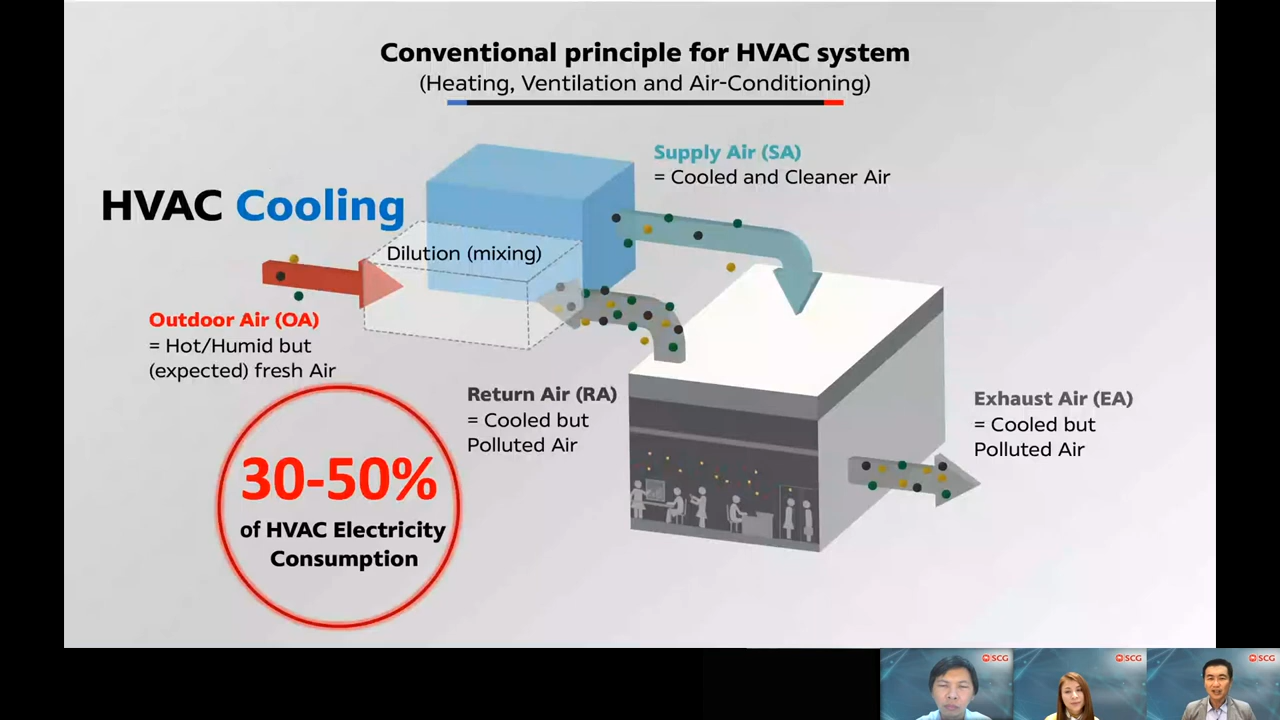 Conventional principle for HVAC system
(Heating, Ventilation and Air-Conditioning)
Supply Air (SA)
= Cooled and Cleaner Air
HVAC Cooling
Dilution (mixing)
Outdoor Air (OA)
= Hot/Humid but
(expected) fresh Air
Return Air (RA)
= Cooled but
Polluted Air
Exhaust Air (EA)
= Cooled but
Polluted Air
30-50%
of HVAC Electricity
Consumption
SCG
SCG
SCG